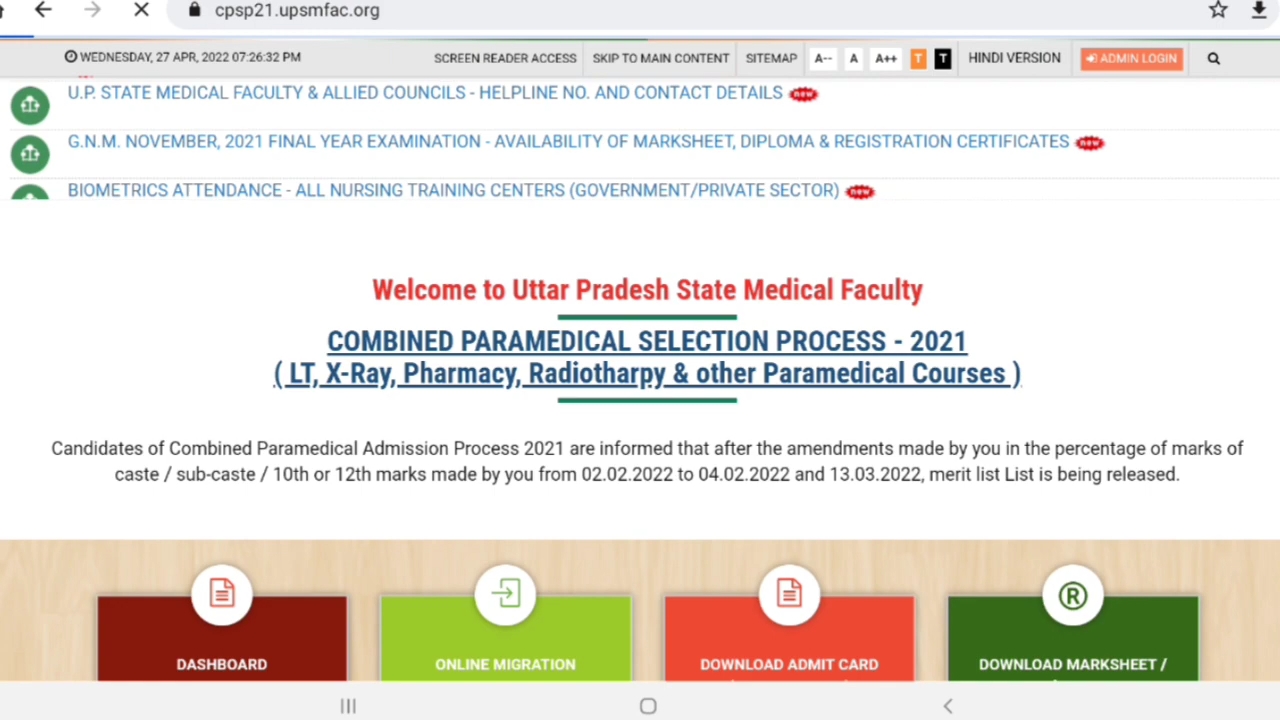 cpsp21.upsmfac.org
WEDNESDAY, 27 APR, 2022 07:26:32 PM SCREEN READER ACCESS SKIP TO MAIN CONTENT SITEMAP A-- A A++ T T HINDI VERSION ADMIN LOGIN
U.P. STATE MEDICAL FACULTY & ALLIED COUNCILS - HELPLINE NO. AND CONTACT DETAILS new
G.N.M. NOVEMBER, 2021 FINAL YEAR EXAMINATION - AVAILABILITY OF MARKSHEET, DIPLOMA & REGISTRATION CERTIFICATES new
BIOMETRICS ATTENDANCE - ALL NURSING TRAINING CENTERS (GOVERNMENT/PRIVATE SECTOR) new
Welcome to Uttar Pradesh State Medical Faculty
COMBINED PARAMEDICAL SELECTION PROCESS - 2021
( LT, X-Ray, Pharmacy, Radiotharpy & other Paramedical Courses )
Candidates of Combined Paramedical Admission Process 2021 are informed that after the amendments made by you in the percentage of marks of
caste / sub-caste / 10th or 12th marks made by you from 02.02.2022 to 04.02.2022 and 13.03.2022, merit list List is being released.
®
DASHBOARD ONLINE MIGRATION DOWNLOAD ADMIT CARD DOWNLOAD MARKSHEET /